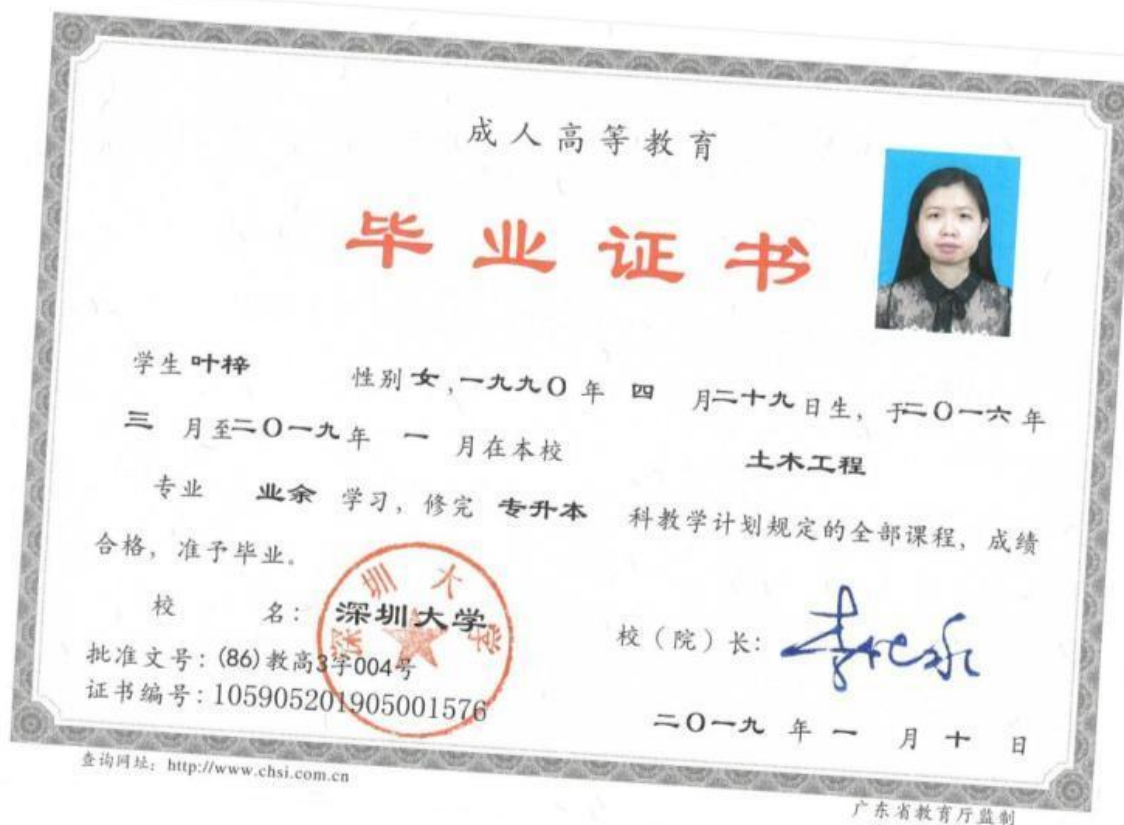 成人高等教育
毕业证书
学生 叶梓 性别 女，一九九〇 年 四 月 二十九 日生，于 二〇一六 年
三 月至 二〇一九 年 一 月在本校 土木工程
专业 业余 学习，修完 专升本 科教学计划规定的全部课程，成绩
合格，准予毕业。
校 名：深圳大学
深圳大学
校（院）长：
批准文号：(86)教高3字004号
证书编号：105905201905001576
二〇一九 年 一 月 十 日
查询网址：http://www.chsi.com.cn
广东省教育厅监制